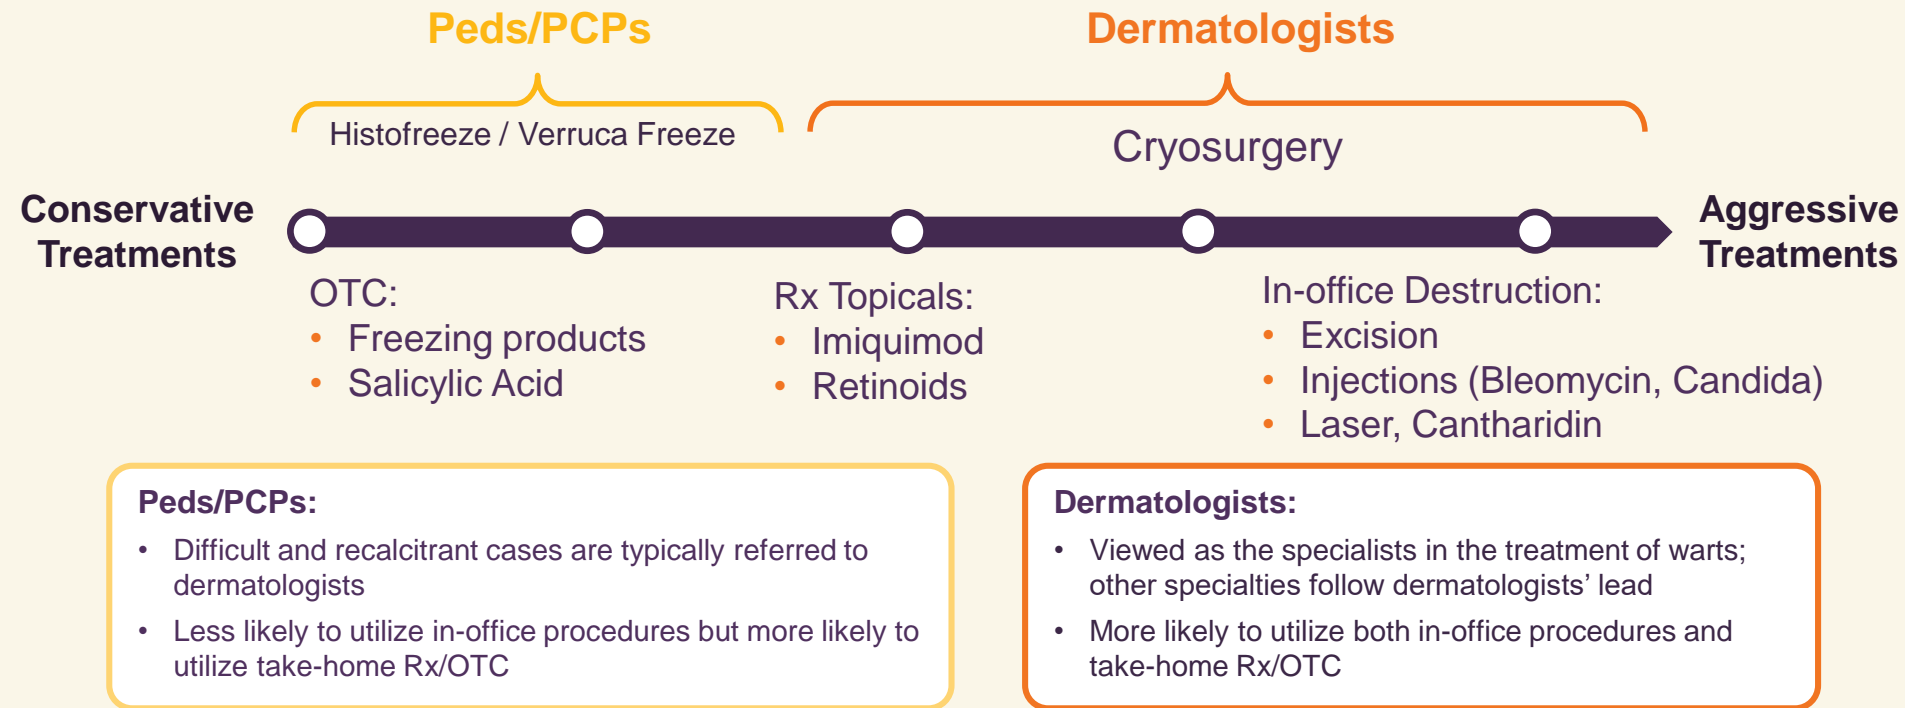 Peds/PCPs
Dermatologists
Histofreeze / Verruca Freeze
Cryosurgery
Conservative
Treatments
Aggressive
Treatments
OTC:
• Freezing products
• Salicylic Acid
Rx Topicals:
• Imiquimod
• Retinoids
In-office Destruction:
• Excision
• Injections (Bleomycin, Candida)
• Laser, Cantharidin
Peds/PCPs:
• Difficult and recalcitrant cases are typically referred to
dermatologists
• Less likely to utilize in-office procedures but more likely to
utilize take-home Rx/OTC
Dermatologists:
• Viewed as the specialists in the treatment of warts;
other specialties follow dermatologists’ lead
• More likely to utilize both in-office procedures and
take-home Rx/OTC